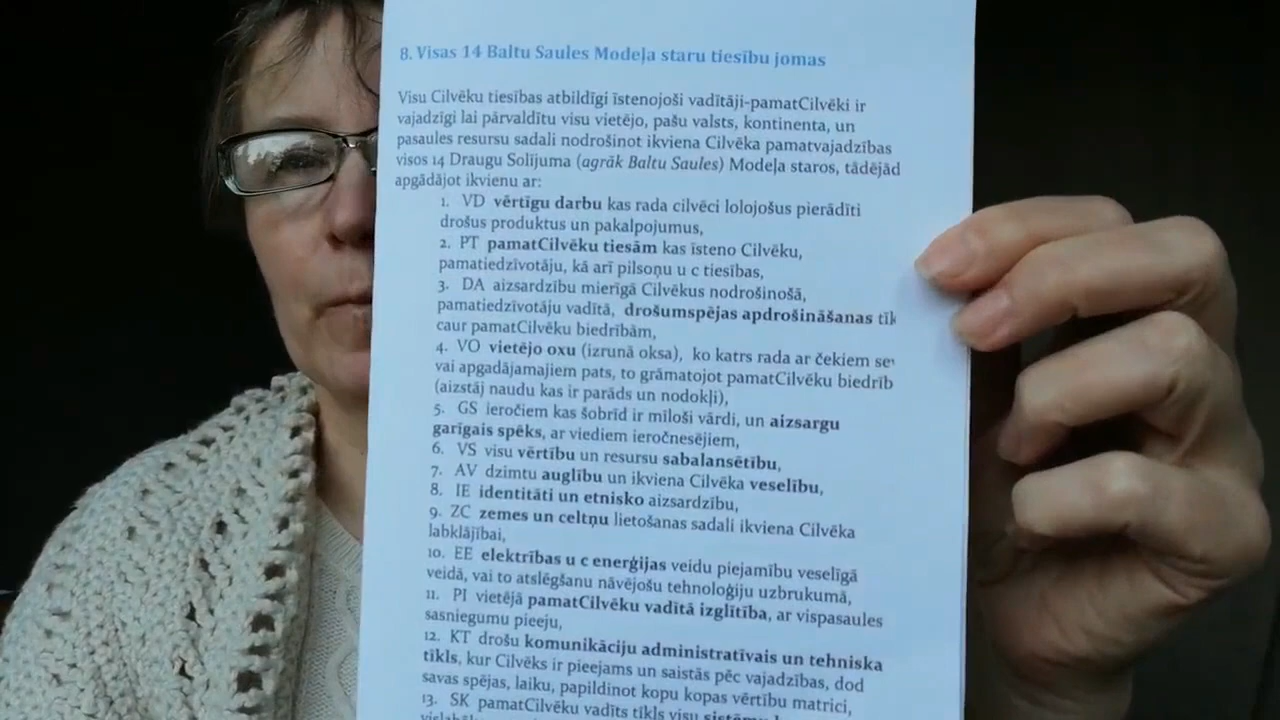 8. Visas 14 Baltu Saules Modeļa staru tiesību jomas
Visu Cilvēku tiesības atbildīgi īstenojoši vadītāji-pamatCilvēki ir
vajadzīgi lai pārvaldītu visu vietējo, pašu valsts, kontinenta, un
pasaules resursu sadali nodrošinot ikviena Cilvēka pamatvajadzības
visos 14 Draugu Solījuma (agrāk Baltu Saules) Modeļa staros, tādējād
apgādājot ikvienu ar:
1. VD vērtīgu darbu kas rada cilvēci lolojošus pierādīti
drošus produktus un pakalpojumus,
2. PT pamatCilvēku tiesām kas īsteno Cilvēku,
pamatiedzīvotāju, kā arī pilsoņu u c tiesības,
3. DA aizsardzību mierīgā Cilvēkus nodrošinošā,
pamatiedzīvotāju vadītā, drošumspējas apdrošināšanas tīk
caur pamatCilvēku biedrībām,
4. VO vietējo oxu (izrunā oksa), ko katrs rada ar čekiem sev
vai apgādājamajiem pats, to grāmatojot pamatCilvēku biedrīb
(aizstāj naudu kas ir parāds un nodokļi),
5. GS ieročiem kas šobrīd ir mīloši vārdi, un aizsargu
garīgais spēks, ar viediem ieročnesējiem,
6. VS visu vērtību un resursu sabalansētību,
7. AV dzimtu auglību un ikviena Cilvēka veselību,
8. IE identitāti un etnisko aizsardzību,
9. ZC zemes un celtņu lietošanas sadali ikviena Cilvēka
labklājībai,
10. EE elektrības u c enerģijas veidu piejamību veselīgā
veidā, vai to atslēgšanu nāvējošu tehnoloģiju uzbrukumā,
11. PI vietējā pamatCilvēku vadītā izglītība, ar vispasaules
sasniegumu pieeju,
12. KT drošu komunikāciju administratīvais un tehniska
tīkls, kur Cilvēks ir pieejams un saistās pēc vajadzības, dod
savas spējas, laiku, papildinot kopu kopas vērtību matrici,
13. SK pamatCilvēku vadīts tīkls visu